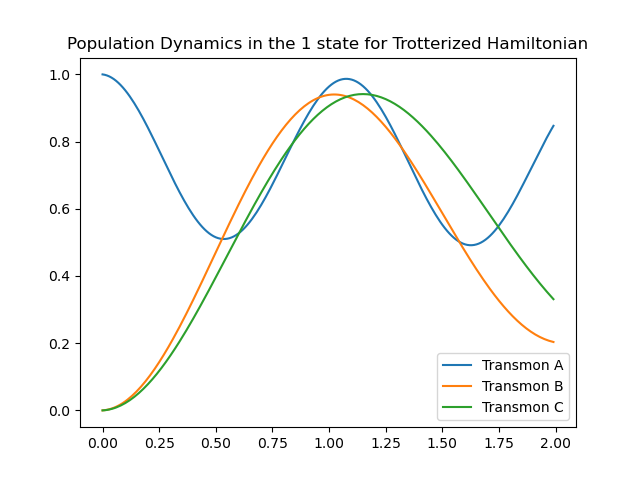 Population Dynamics in the 1 state for Trotterized Hamiltonian
1.0
0.8
0.6
0.4
0.2
0.0
Transmon A
Transmon B
Transmon C
0.00 0.25 0.50 0.75 1.00 1.25 1.50 1.75 2.00